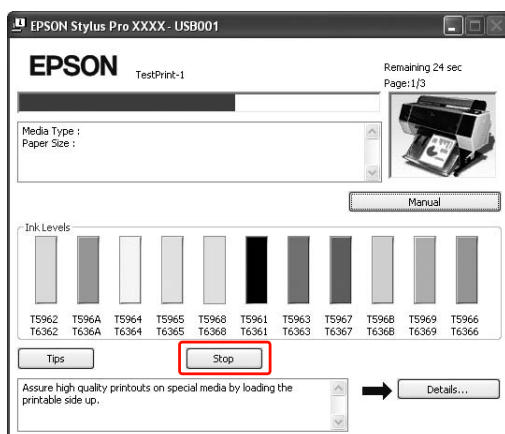 EPSON Stylus Pro XXXX - USB001
EPSON TestPrint-1
Remaining 24 sec
Page:1/3
Media Type :
Paper Size :
Manual
Ink Levels
T5962 T596A T5964 T5965 T5968 T5961 T5963 T5967 T596B T5969 T5966
T6362 T636A T6364 T6365 T6368 T6361 T6363 T6367 T636B T6369 T6366
Tips Stop
Assure high quality printouts on special media by loading the
printable side up.
Details...